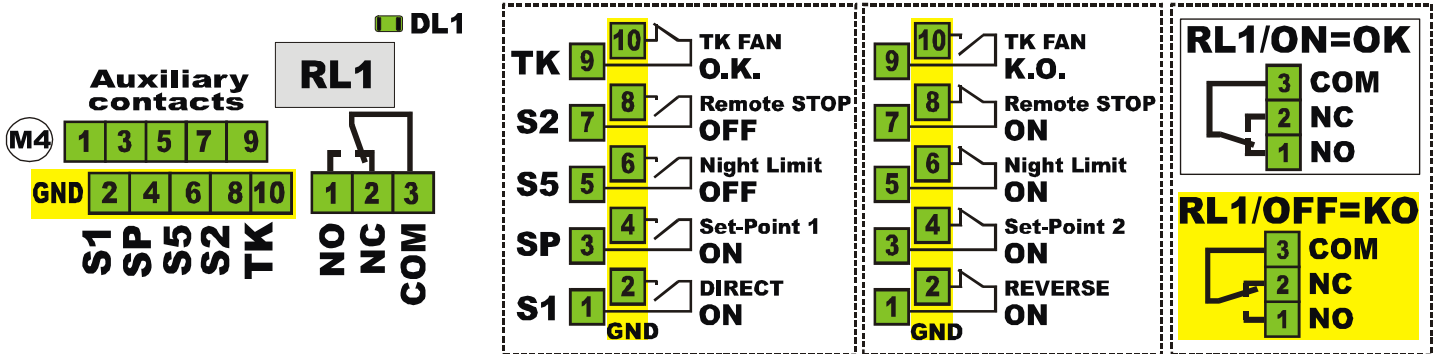 DL1
RL1
Auxiliary
contacts
M4
1 3 5 7 9
GND 2 4 6 8 10
S1 SP S5 S2 TK
1 2 3
NO NC COM
TK 9 10 TK FAN
O.K.
S2 7 8 Remote STOP
OFF
S5 5 6 Night Limit
OFF
SP 3 4 Set-Point 1
ON
S1 1 2 DIRECT
ON
GND
9 10 TK FAN
K.O.
7 8 Remote STOP
ON
5 6 Night Limit
ON
3 4 Set-Point 2
ON
1 2 REVERSE
ON
GND
RL1/ON=OK
3 COM
2 NC
1 NO
RL1/OFF=KO
3 COM
2 NC
1 NO